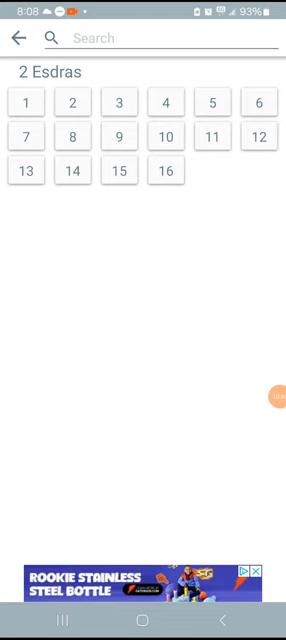 8:08 93%
Search
2 Esdras
1 2 3 4 5 6
7 8 9 10 11 12
13 14 15 16
ROOKIE STAINLESS
STEEL BOTTLE